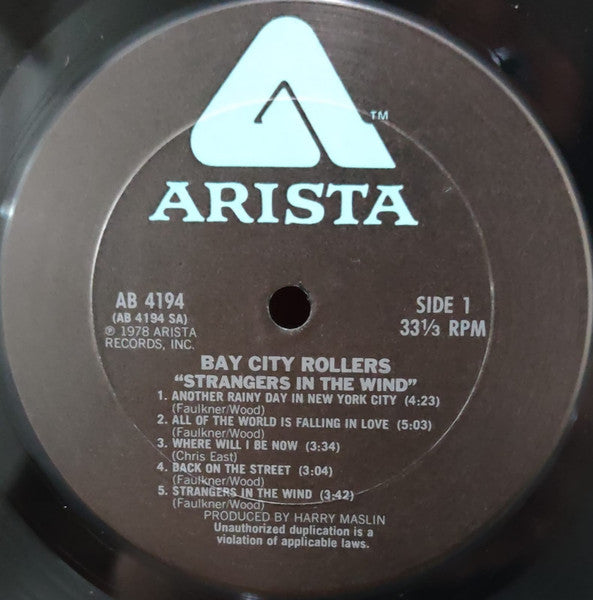 TM
ARISTA
AB 4194
(AB 4194 SA)
℗ 1978 ARISTA
RECORDS, INC.
SIDE 1
33⅓ RPM
BAY CITY ROLLERS
"STRANGERS IN THE WIND"
1. ANOTHER RAINY DAY IN NEW YORK CITY (4:23)
(Faulkner/Wood)
2. ALL OF THE WORLD IS FALLING IN LOVE (5:03)
(Faulkner/Wood)
3. WHERE WILL I BE NOW (3:34)
(Chris East)
4. BACK ON THE STREET (3:04)
(Faulkner/Wood)
5. STRANGERS IN THE WIND (3:42)
(Faulkner/Wood)
PRODUCED BY HARRY MASLIN
Unauthorized duplication is a
violation of applicable laws.